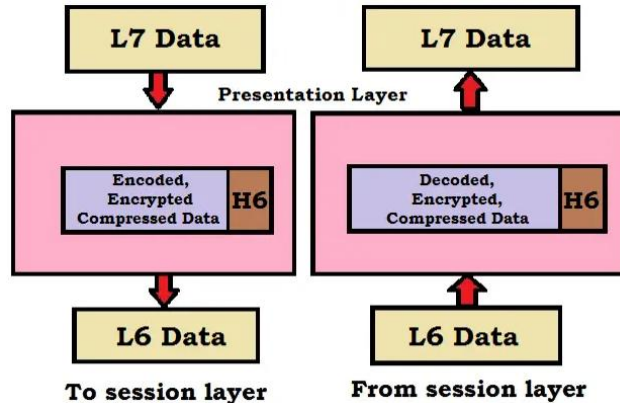 L7 Data
L7 Data
Presentation Layer
Encoded,
Encrypted
Compressed Data
H6
Decoded,
Encrypted,
Compressed Data
H6
L6 Data
L6 Data
To session layer
From session layer